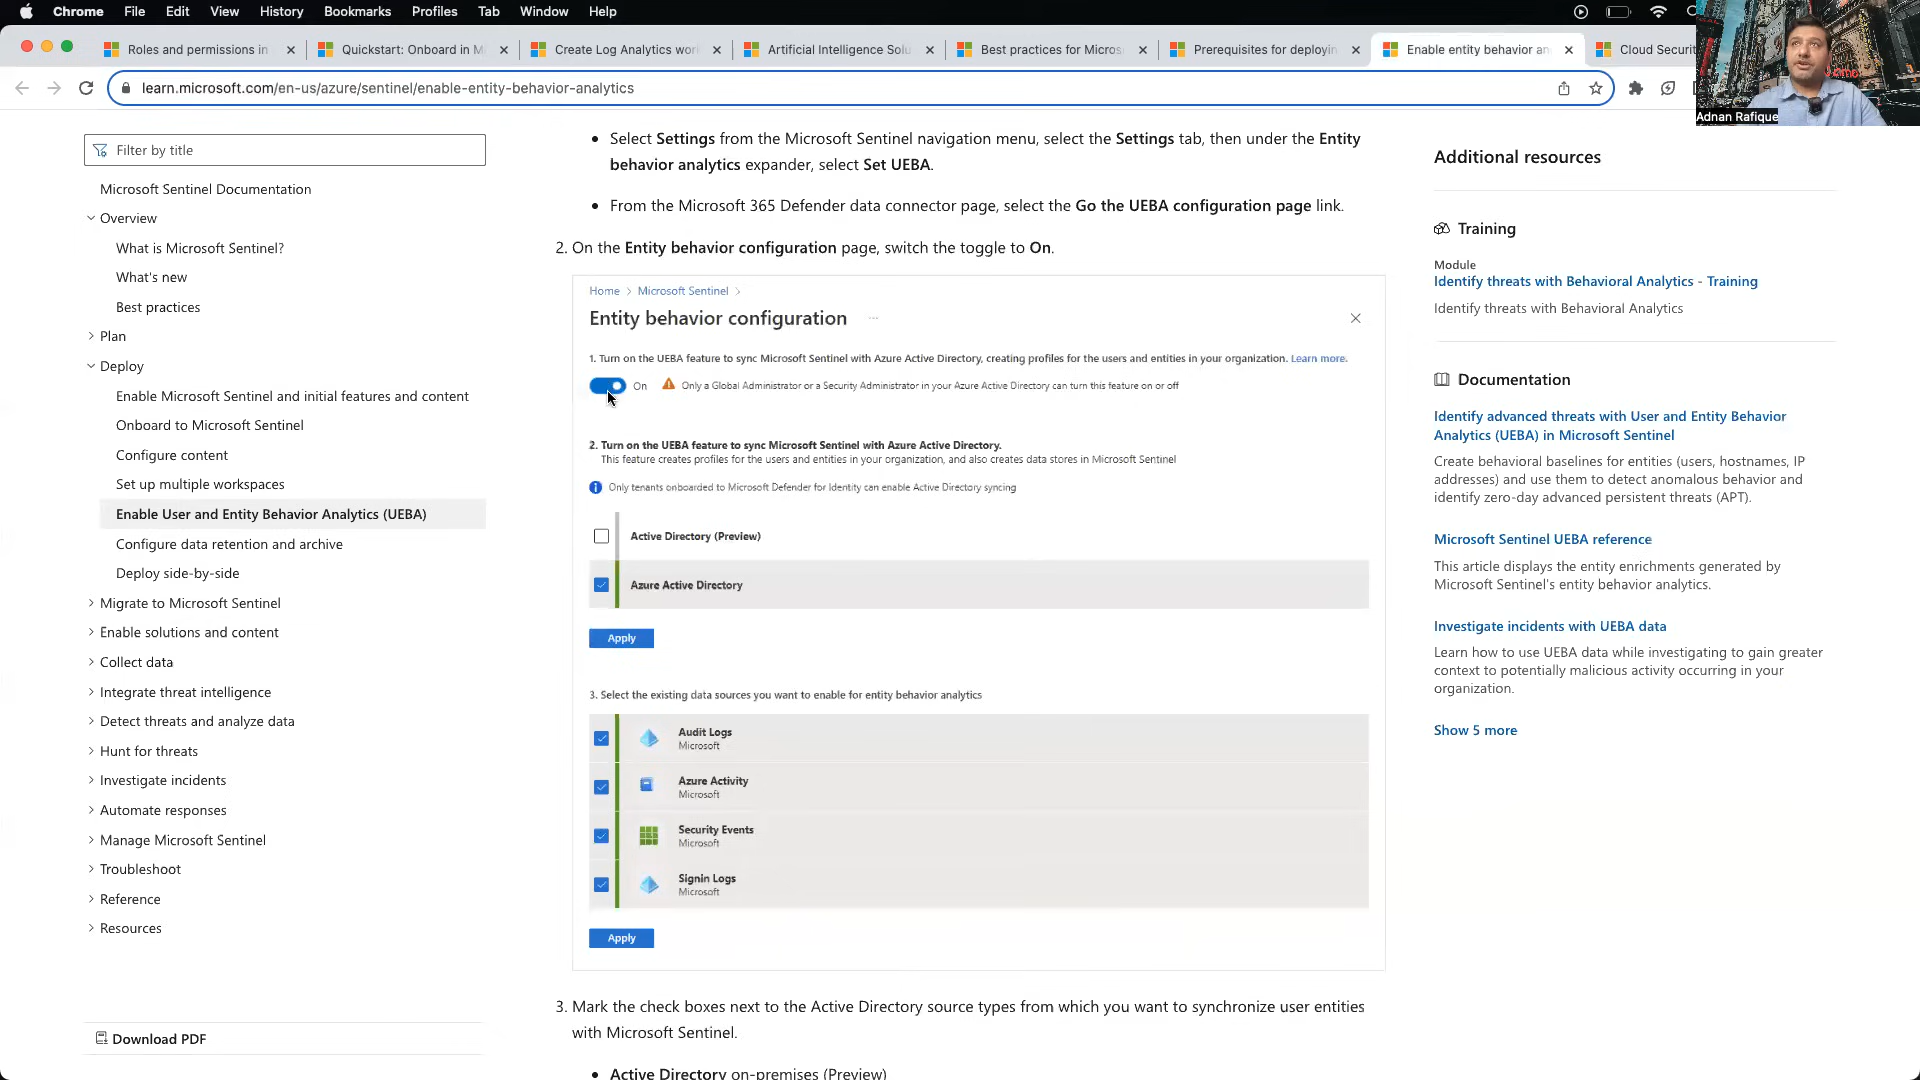 Chrome File Edit View History Bookmarks Profiles Tab Window Help
Roles and permissions in
Quickstart: Onboard in M
Create Log Analytics wor
Artificial Intelligence Solu
Best practices for Micros
Prerequisites for deployin
Enable entity behavior an
Cloud Securit
learn.microsoft.com/en-us/azure/sentinel/enable-entity-behavior-analytics
Adnan Rafique
Filter by title
Microsoft Sentinel Documentation
Overview
What is Microsoft Sentinel?
What's new
Best practices
Plan
Deploy
Enable Microsoft Sentinel and initial features and content
Onboard to Microsoft Sentinel
Configure content
Set up multiple workspaces
Enable User and Entity Behavior Analytics (UEBA)
Configure data retention and archive
Deploy side-by-side
Migrate to Microsoft Sentinel
Enable solutions and content
Collect data
Integrate threat intelligence
Detect threats and analyze data
Hunt for threats
Investigate incidents
Automate responses
Manage Microsoft Sentinel
Troubleshoot
Reference
Resources
Download PDF
• Select Settings from the Microsoft Sentinel navigation menu, select the Settings tab, then under the Entity
behavior analytics expander, select Set UEBA.
• From the Microsoft 365 Defender data connector page, select the Go the UEBA configuration page link.
2. On the Entity behavior configuration page, switch the toggle to On.
Home > Microsoft Sentinel >
Entity behavior configuration ...
1. Turn on the UEBA feature to sync Microsoft Sentinel with Azure Active Directory, creating profiles for the users and entities in your organization. Learn more.
On Only a Global Administrator or a Security Administrator in your Azure Active Directory can turn this feature on or off
2. Turn on the UEBA feature to sync Microsoft Sentinel with Azure Active Directory.
This feature creates profiles for the users and entities in your organization, and also creates data stores in Microsoft Sentinel
Only tenants onboarded to Microsoft Defender for Identity can enable Active Directory syncing
Active Directory (Preview)
Azure Active Directory
Apply
3. Select the existing data sources you want to enable for entity behavior analytics
Audit Logs
Microsoft
Azure Activity
Microsoft
Security Events
Microsoft
Signin Logs
Microsoft
Apply
3. Mark the check boxes next to the Active Directory source types from which you want to synchronize user entities
with Microsoft Sentinel.
• Active Directory on-premises (Preview)
Additional resources
Training
Module
Identify threats with Behavioral Analytics - Training
Identify threats with Behavioral Analytics
Documentation
Identify advanced threats with User and Entity Behavior
Analytics (UEBA) in Microsoft Sentinel
Create behavioral baselines for entities (users, hostnames, IP
addresses) and use them to detect anomalous behavior and
identify zero-day advanced persistent threats (APT).
Microsoft Sentinel UEBA reference
This article displays the entity enrichments generated by
Microsoft Sentinel's entity behavior analytics.
Investigate incidents with UEBA data
Learn how to use UEBA data while investigating to gain greater
context to potentially malicious activity occurring in your
organization.
Show 5 more